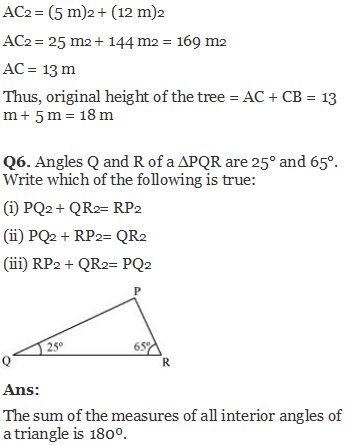 AC2 = (5 m)2 + (12 m)2
AC2 = 25 m2 + 144 m2 = 169 m2
AC = 13 m
Thus, original height of the tree = AC + CB = 13
m + 5 m = 18 m
Q6. Angles Q and R of a ΔPQR are 25° and 65°.
Write which of the following is true:
(i) PQ2 + QR2= RP2
(ii) PQ2 + RP2= QR2
(iii) RP2 + QR2= PQ2
P
25°
65°
Q
R
Ans:
The sum of the measures of all interior angles of
a triangle is 180°.